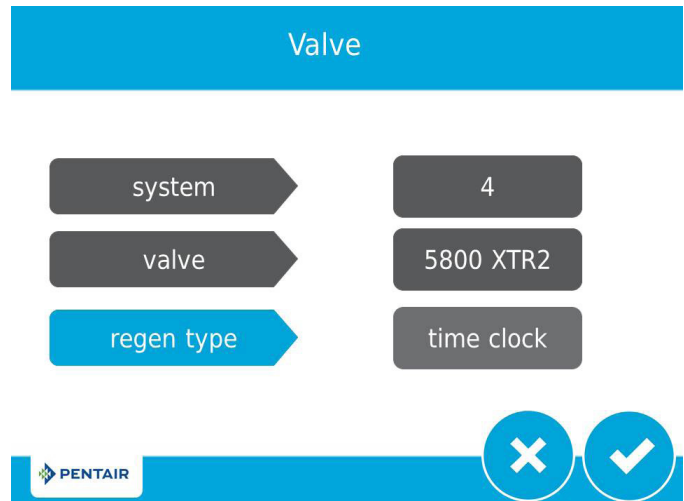 Valve
system
4
valve
5800 XTR2
regen type
time clock
PENTAIR